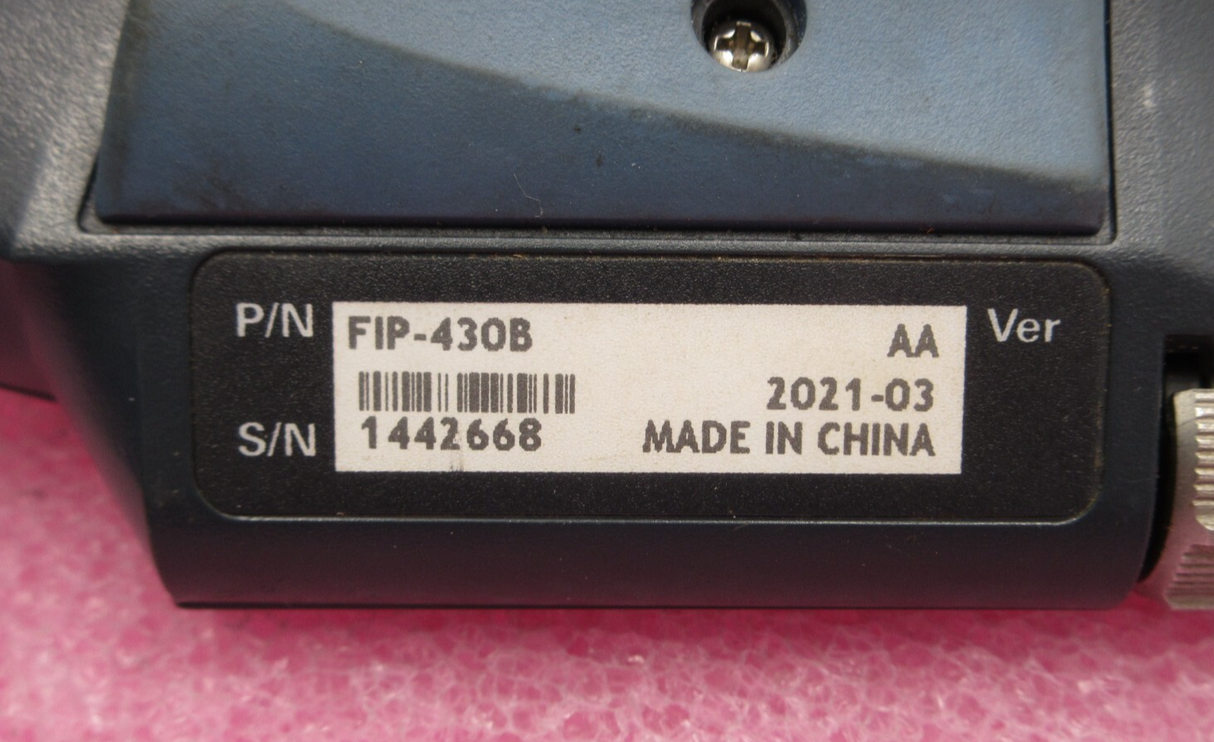 P/N FIP-430B AA Ver
2021-03
S/N 1442668 MADE IN CHINA